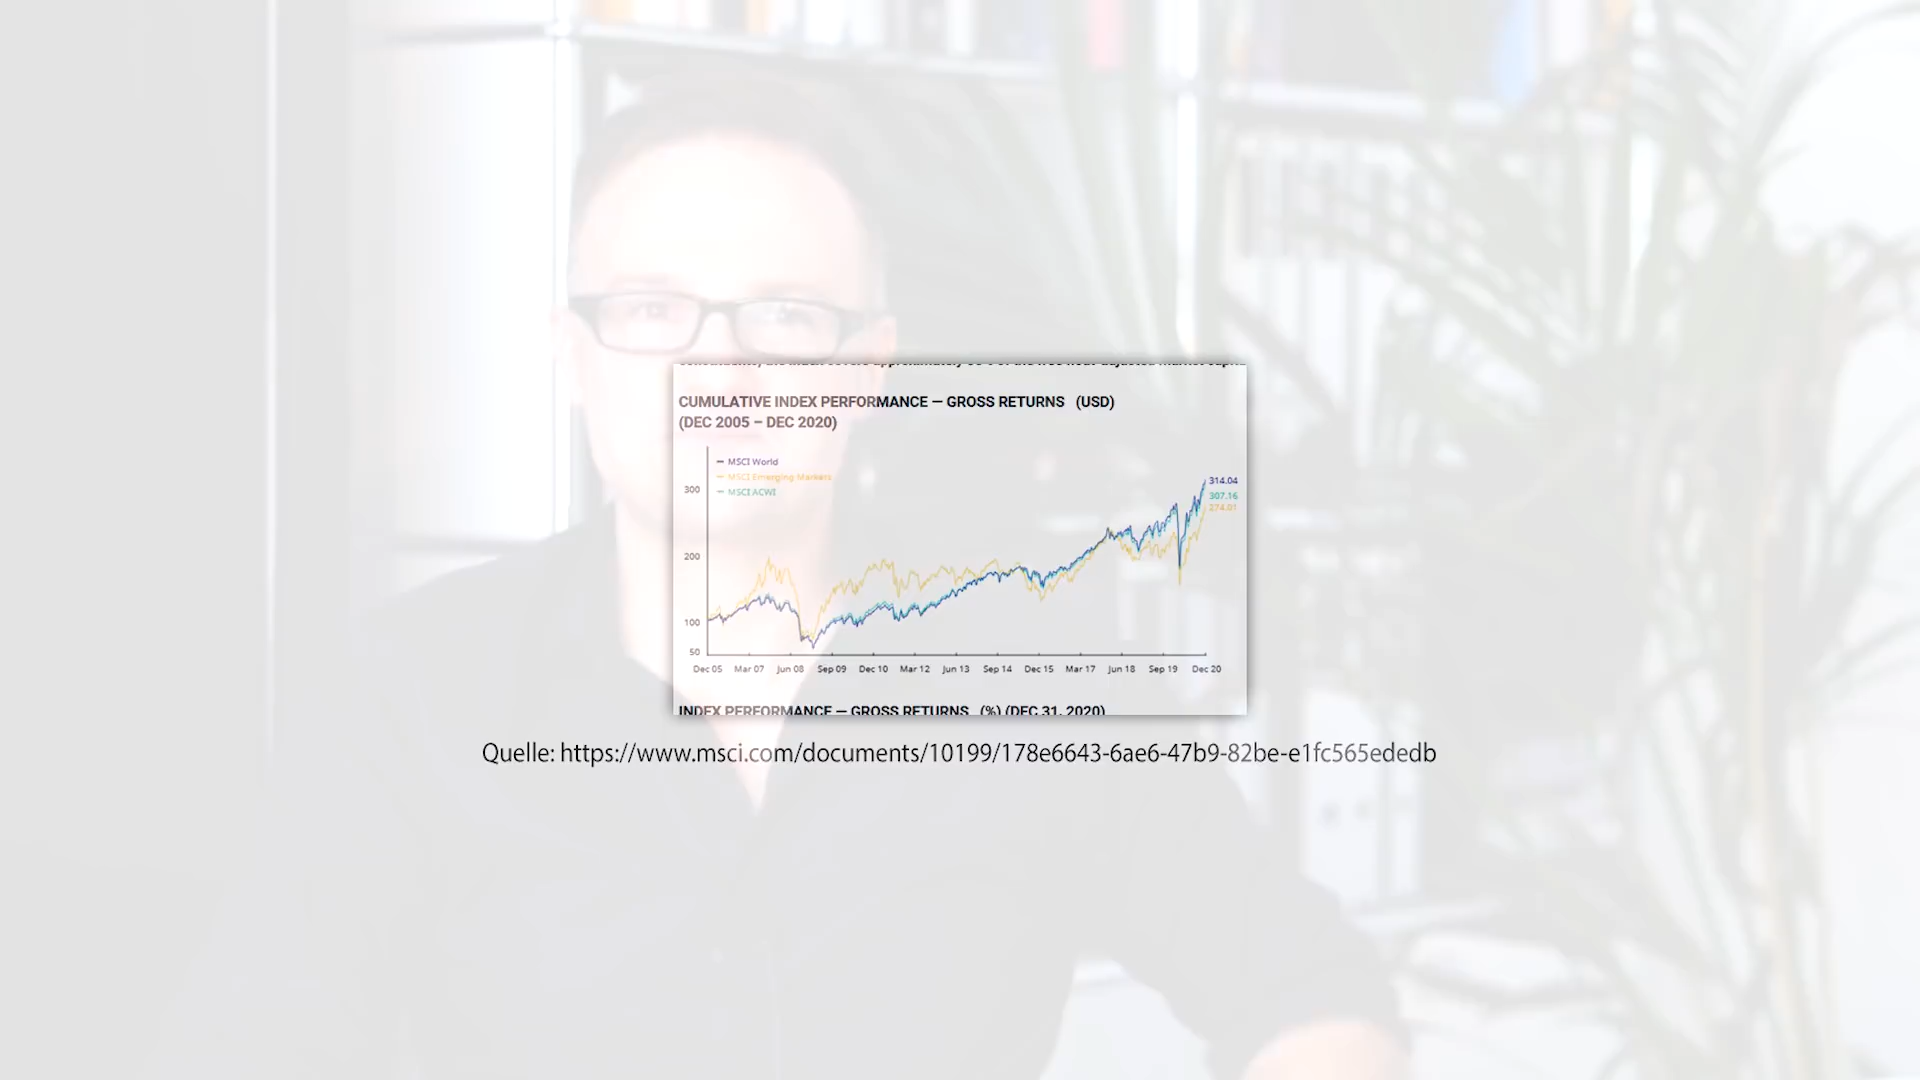 CUMULATIVE INDEX PERFORMANCE — GROSS RETURNS (USD)
(DEC 2005 – DEC 2020)
MSCI World
MSCI Emerging Markets
MSCI ACWI
300
200
100
50
314.04
307.16
274.01
Dec 05 Mar 07 Jun 08 Sep 09 Dec 10 Mar 12 Jun 13 Sep 14 Dec 15 Mar 17 Jun 18 Sep 19 Dec 20
INDEX PERFORMANCE — GROSS RETURNS (%) (DEC 31, 2020)
Quelle: https://www.msci.com/documents/10199/178e6643-6ae6-47b9-82be-e1fc565ededb